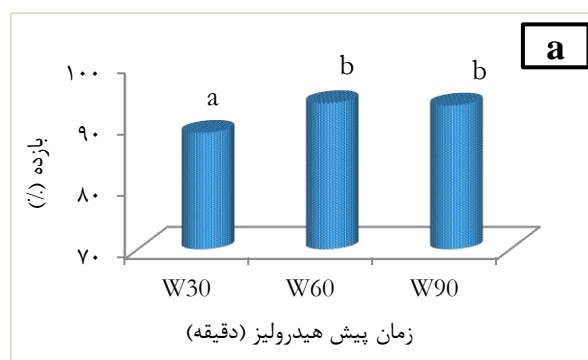 a
۱۰۰
۹۰
۸۰
۷۰
بازده (٪)
a
b
b
W30
W60
W90
زمان پیش هیدرولیز (دقیقه)